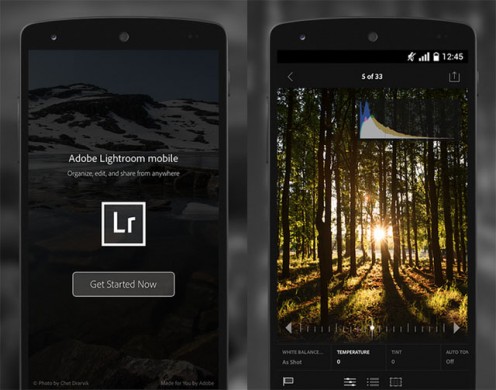 Adobe Lightroom mobile
Organize, edit, and share from anywhere
Lr
Get Started Now
© Photo by Chet Dearick
Made for You By Adobe
12:45
5 of 33
WHITE BALANCE...
As Shot
TEMPERATURE
0
TINT
0
AUTO TON
Off